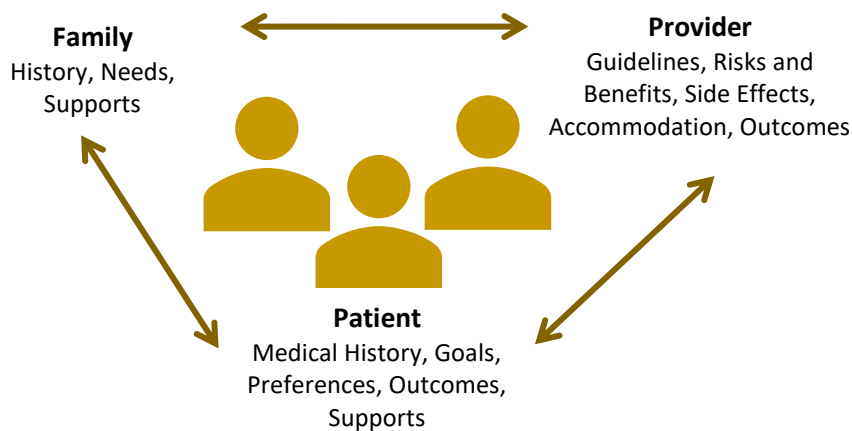 Family
History, Needs,
Supports
Provider
Guidelines, Risks and
Benefits, Side Effects,
Accommodation, Outcomes
Patient
Medical History, Goals,
Preferences, Outcomes,
Supports